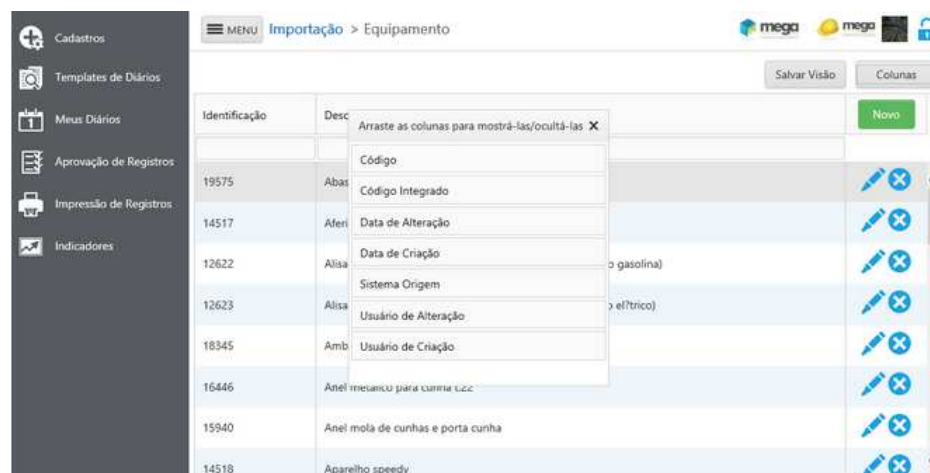 Cadastros
Templates de Diários
Meus Diários
Aprovação de Registros
Impressão de Registros
Indicadores
MENU Importação > Equipamento
mega mega
Salvar Visão Colunas
Identificação Desc Novo
Arraste as colunas para mostrá-las/ocultá-las X
Código
Código Integrado
Data de Alteração
Data de Criação
Sistema Origem
Usuário de Alteração
Usuário de Criação
19575 Abas
14517 Aferi
12622 Alisa o gasolina)
12623 Alisa o el?trico)
18345 Amb
16446 Anel metálico para cunha c22
15940 Anel mola de cunhas e porta cunha
14518 Aparelho speedy